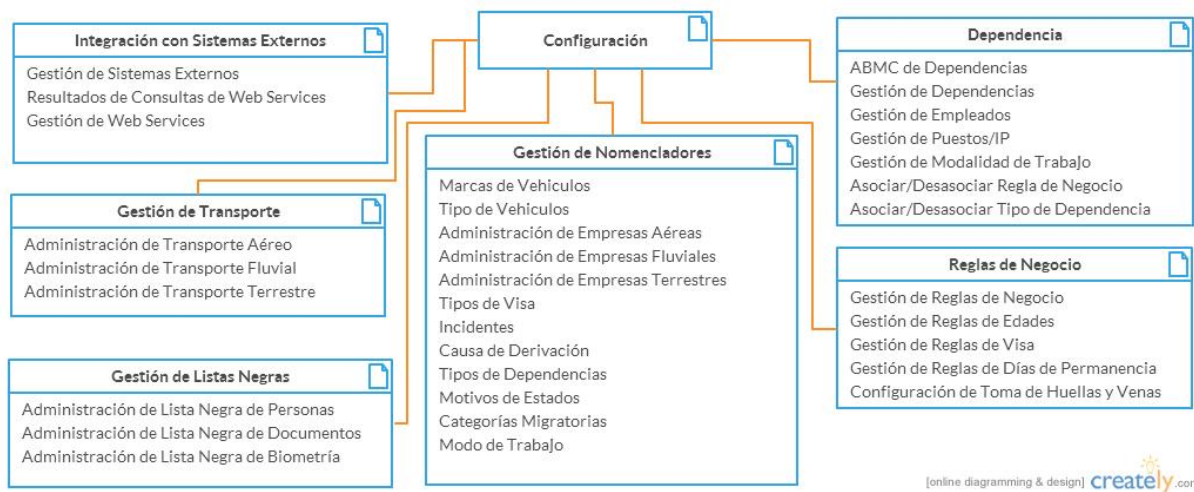 Integración con Sistemas Externos
Gestión de Sistemas Externos
Resultados de Consultas de Web Services
Gestión de Web Services
Configuración
Dependencia
ABMC de Dependencias
Gestión de Dependencias
Gestión de Empleados
Gestión de Puestos/IP
Gestión de Modalidad de Trabajo
Asociar/Desasociar Regla de Negocio
Asociar/Desasociar Tipo de Dependencia
Gestión de Transporte
Administración de Transporte Aéreo
Administración de Transporte Fluvial
Administración de Transporte Terrestre
Gestión de Nomencladores
Marcas de Vehiculos
Tipo de Vehiculos
Administración de Empresas Aéreas
Administración de Empresas Fluviales
Administración de Empresas Terrestres
Tipos de Visa
Incidentes
Causa de Derivación
Tipos de Dependencias
Motivos de Estados
Categorías Migratorias
Modo de Trabajo
Reglas de Negocio
Gestión de Reglas de Negocio
Gestión de Reglas de Edades
Gestión de Reglas de Visa
Gestión de Reglas de Días de Permanencia
Configuración de Toma de Huellas y Venas
Gestión de Listas Negras
Administración de Lista Negra de Personas
Administración de Lista Negra de Documentos
Administración de Lista Negra de Biometría
[online diagramming & design] creately.com